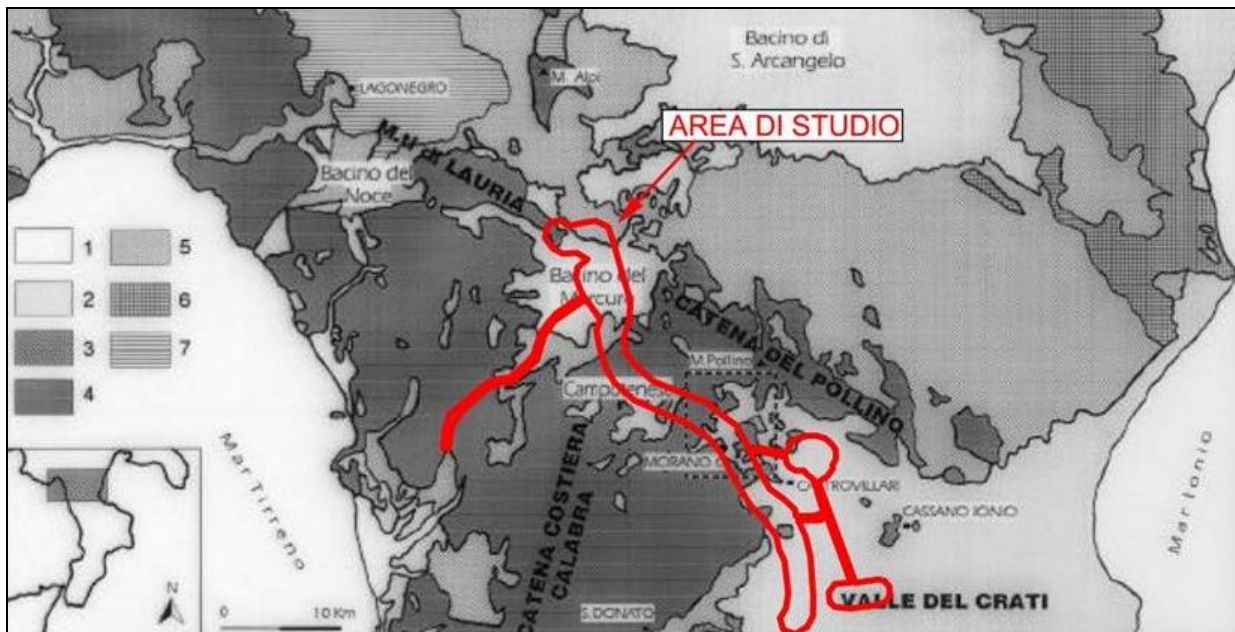 Bacino di
S. Arcangelo
M. Alpi
LAGONEGRO
AREA DI STUDIO
M.ti di LAURIA
Bacino del
Noce
1
5
2
6
3
7
4
Bacino del
Mercure
CATENA DEL POLLINO
M. Pollino
Campotenese
MORANO C
CASTROVILLARI
CASSANO IONIO
CATENA COSTIERA
CALABRA
Mar Tirreno
Mar Ionio
N
0
10 Km
S. DONATO
VALLE DEL CRATI